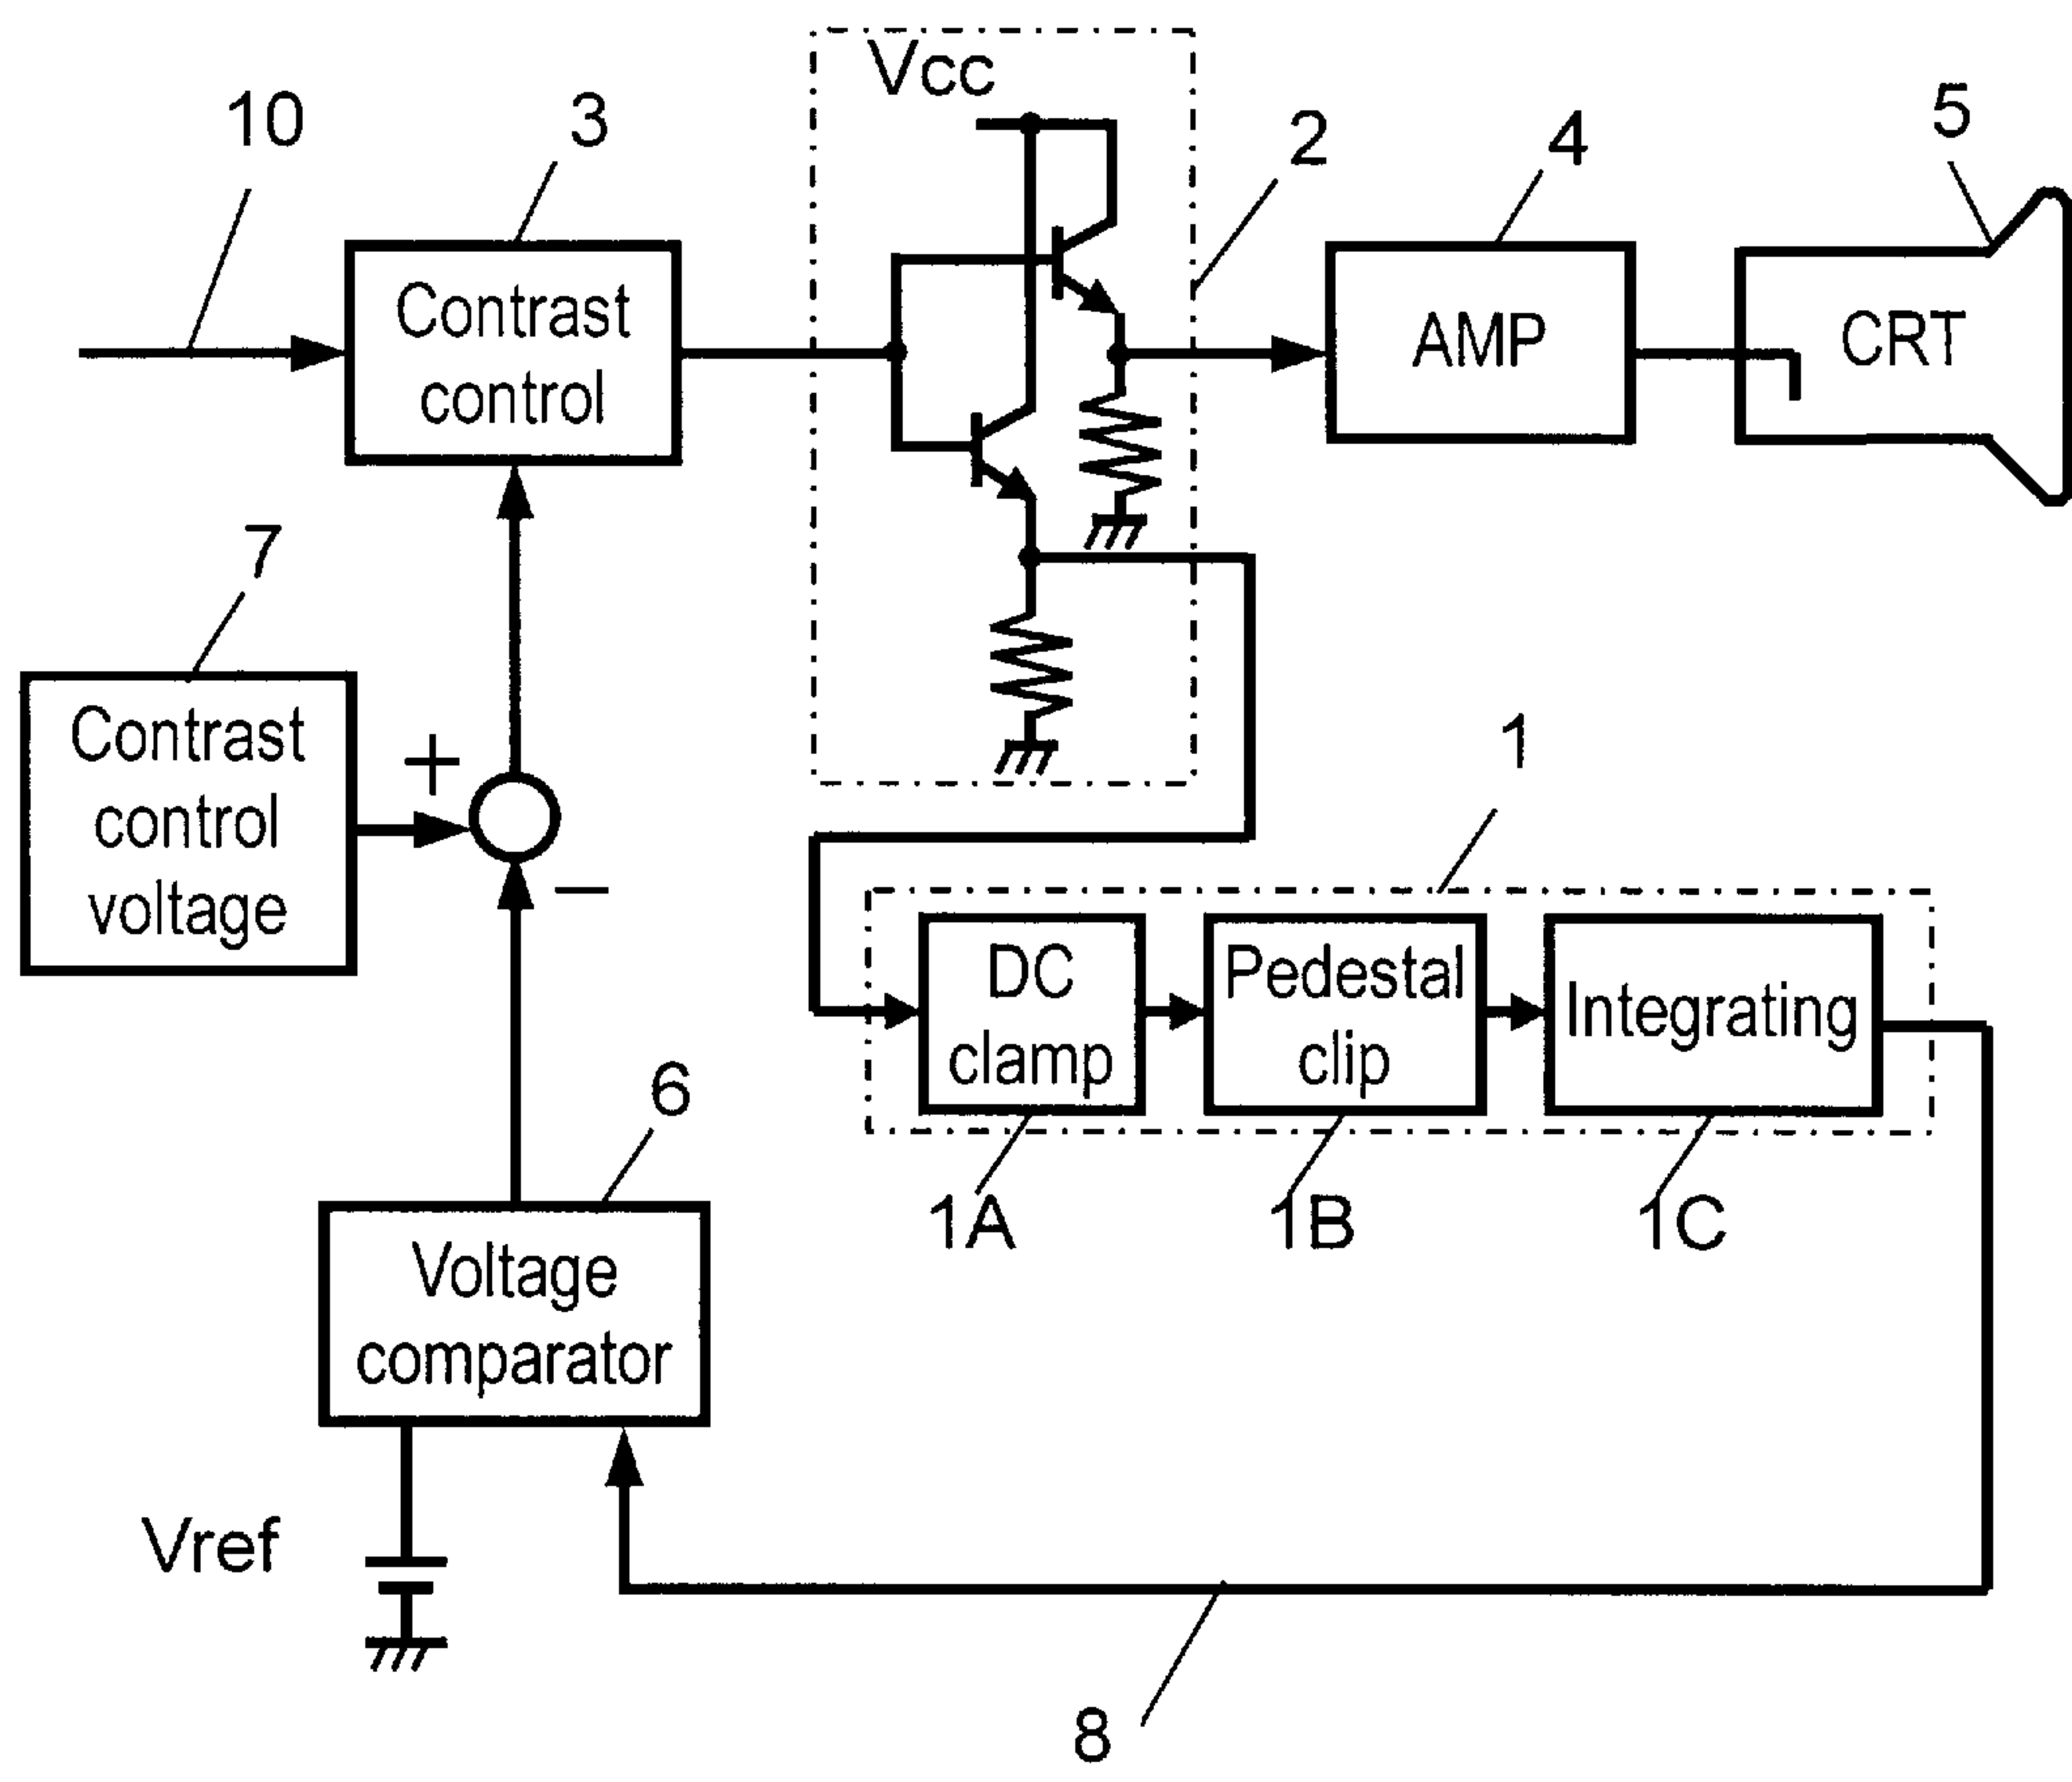 Vcc
10
3
2
4
5
Contrast
control
AMP
CRT
7
Contrast
control
voltage
+
−
1
DC
clamp
Pedestal
clip
Integrating
6
1A
1B
1C
Voltage
comparator
Vref
8